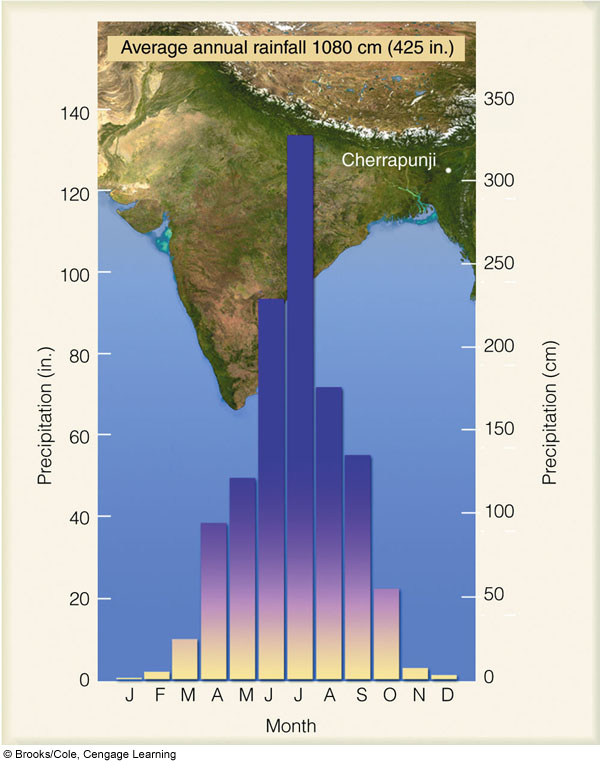 Average annual rainfall 1080 cm (425 in.)
Cherrapunji
Precipitation (in.)
140
120
100
80
60
40
20
0
350
300
250
200
150
100
50
0
Precipitation (cm)
J F M A M J J A S O N D
Month
© Brooks/Cole, Cengage Learning